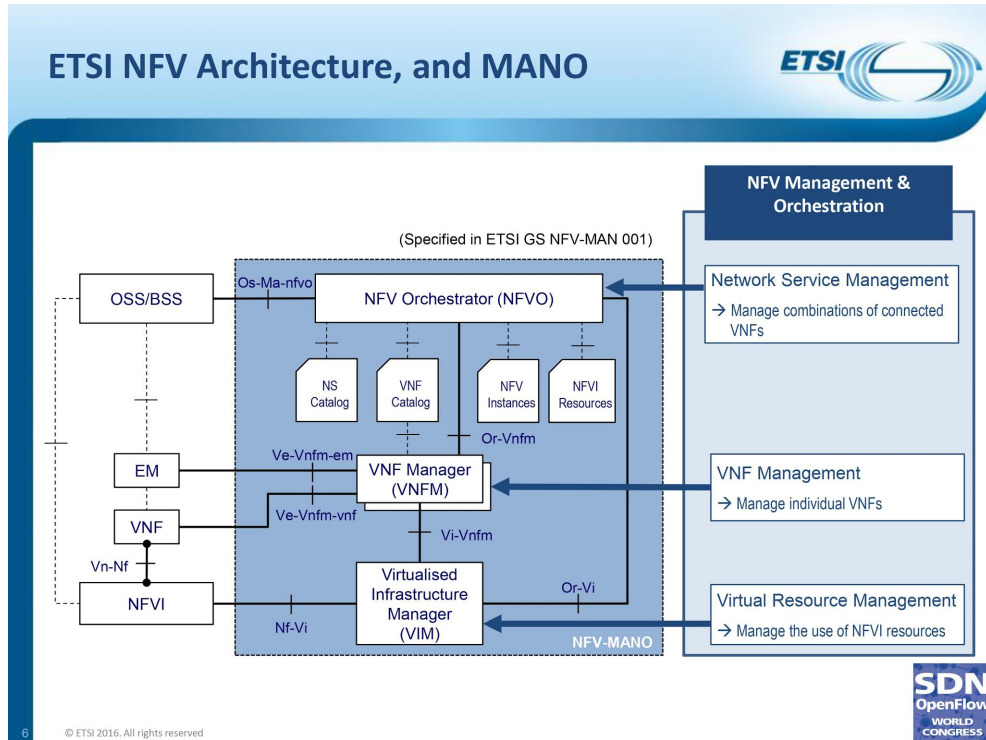 ETSI NFV Architecture, and MANO
ETSI
NFV Management &
Orchestration
(Specified in ETSI GS NFV-MAN 001)
OSS/BSS
Os-Ma-nfvo
NFV Orchestrator (NFVO)
Network Service Management
→ Manage combinations of connected
VNFs
NS
Catalog
VNF
Catalog
NFV
Instances
NFVI
Resources
Or-Vnfm
EM
Ve-Vnfm-em
VNF Manager
(VNFM)
VNF Management
→ Manage individual VNFs
VNF
Ve-Vnfm-vnf
Vi-Vnfm
Vn-Nf
NFVI
Nf-Vi
Virtualised
Infrastructure
Manager
(VIM)
Or-Vi
NFV-MANO
Virtual Resource Management
→ Manage the use of NFVI resources
SDN
OpenFlow
WORLD
CONGRESS
6
© ETSI 2016. All rights reserved